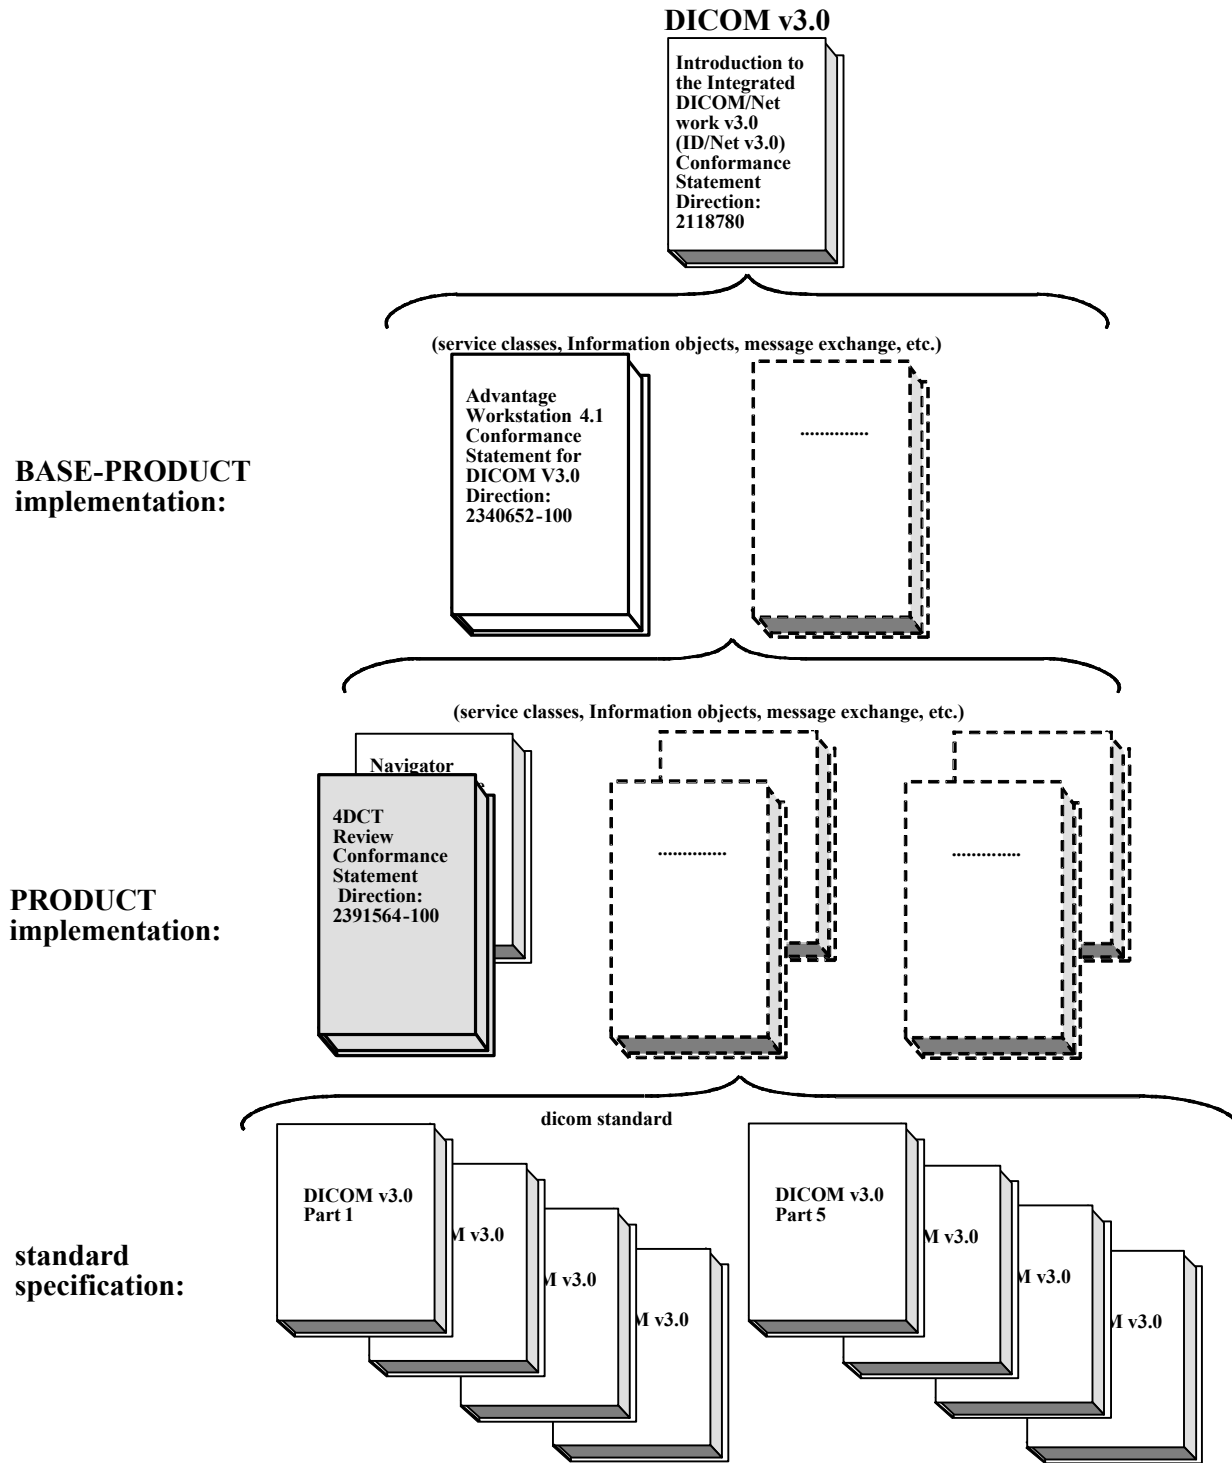 DICOM v3.0
Introduction to
the Integrated
DICOM/Net
work v3.0
(ID/Net v3.0)
Conformance
Statement
Direction:
2118780
(service classes, Information objects, message exchange, etc.)
BASE-PRODUCT
implementation:
Advantage
Workstation 4.1
Conformance
Statement for
DICOM V3.0
Direction:
2340652-100
..............
(service classes, Information objects, message exchange, etc.)
PRODUCT
implementation:
Navigator
4DCT
Review
Conformance
Statement
Direction:
2391564-100
..............
..............
dicom standard
standard
specification:
DICOM v3.0
Part 1
M v3.0
M v3.0
M v3.0
DICOM v3.0
Part 5
M v3.0
M v3.0
M v3.0